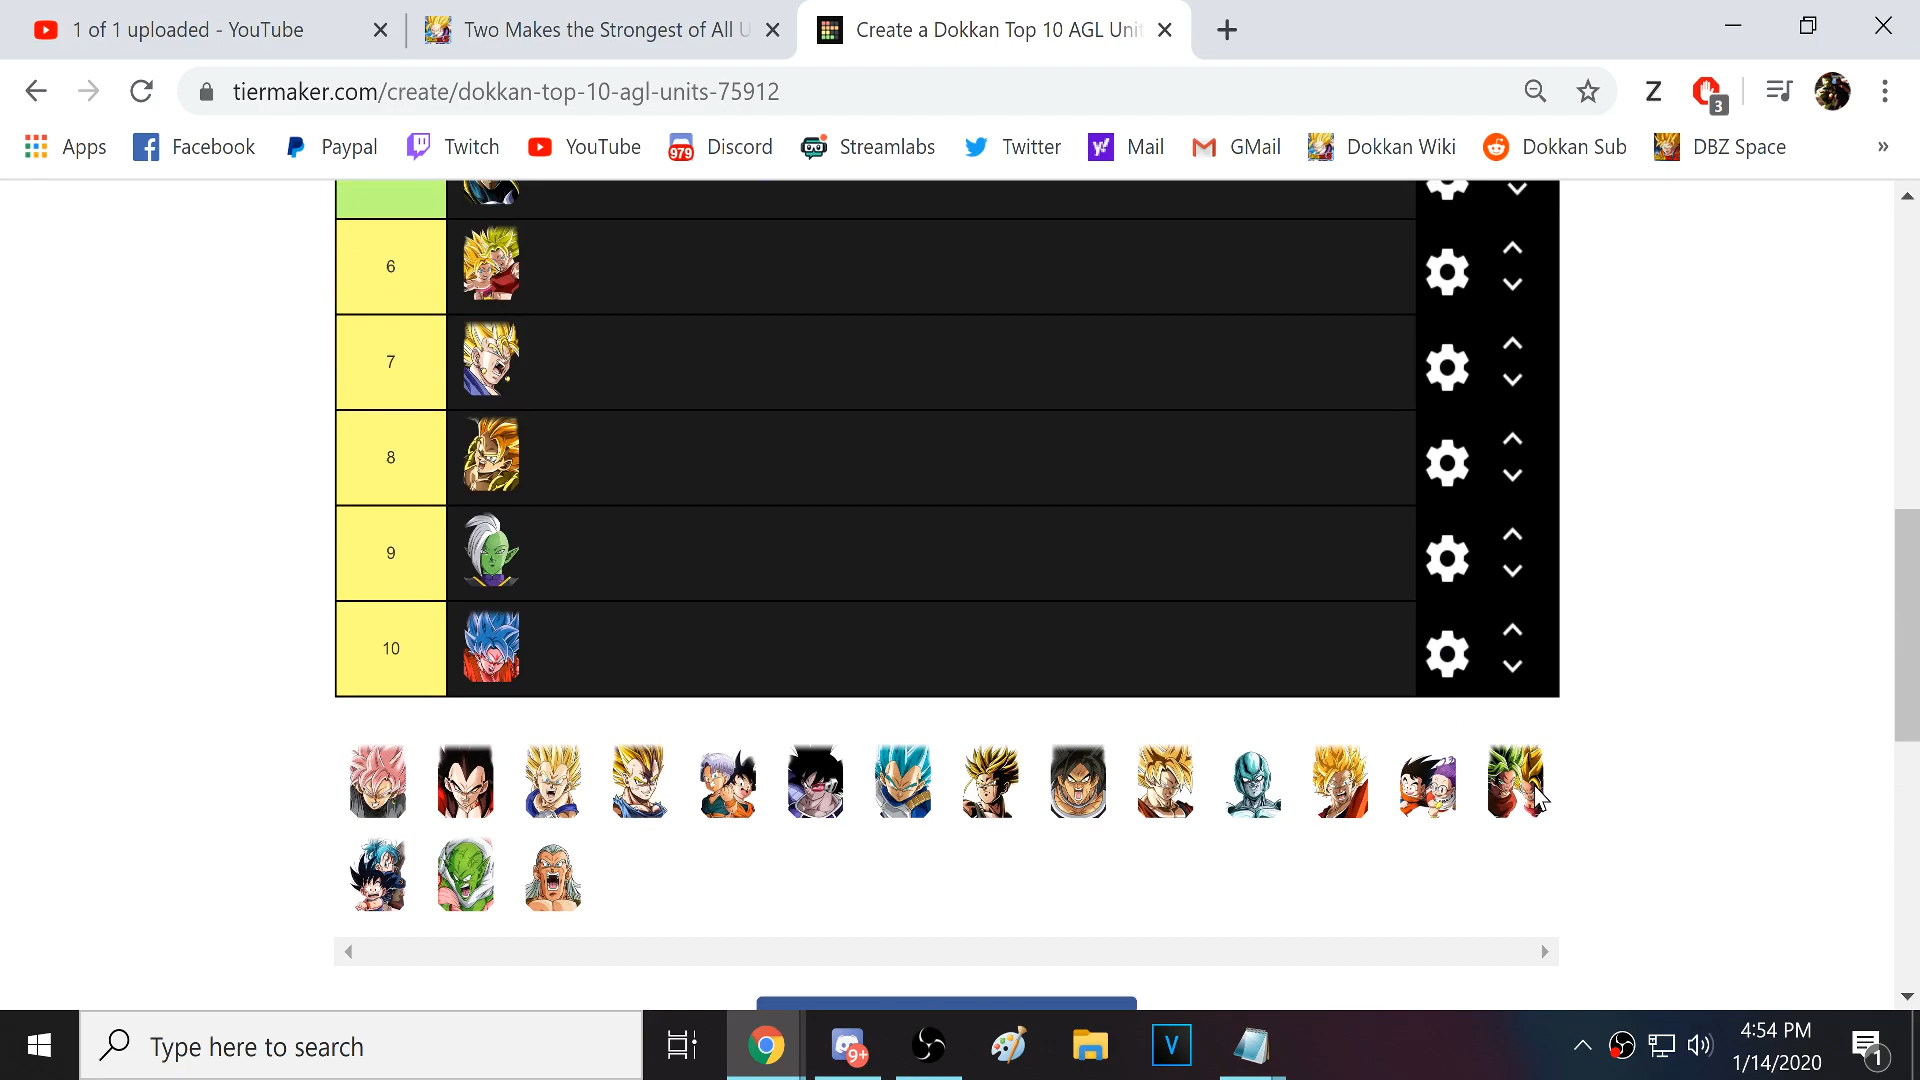 1 of 1 uploaded - YouTube
Two Makes the Strongest of All U
Create a Dokkan Top 10 AGL Unit
tiermaker.com/create/dokkan-top-10-agl-units-75912
Z
3
Apps
Facebook
Paypal
Twitch
YouTube
979
Discord
Streamlabs
Twitter
y!
Mail
GMail
Dokkan Wiki
Dokkan Sub
DBZ Space
»
6
7
8
9
10
Type here to search
9+
V
4:54 PM
1/14/2020
1